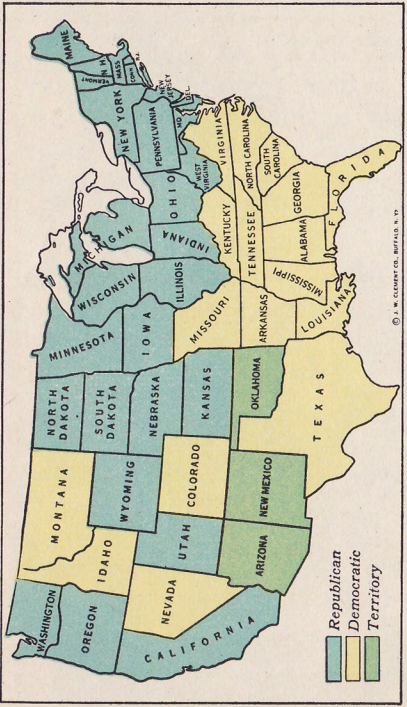 MAINE
VERMONT
N.H.
MASS
CONN
R.I.
NEW YORK
NEW
JERSEY
DEL.
MD.
PENNSYLVANIA
WEST
VIRGINIA
VIRGINIA
NORTH CAROLINA
SOUTH
CAROLINA
GEORGIA
FLORIDA
OHIO
KENTUCKY
TENNESSEE
ALABAMA
MISSISSIPPI
MICHIGAN
INDIANA
WISCONSIN
ILLINOIS
MINNESOTA
IOWA
MISSOURI
ARKANSAS
LOUISIANA
NORTH
DAKOTA
SOUTH
DAKOTA
NEBRASKA
KANSAS
OKLAHOMA
TEXAS
MONTANA
WYOMING
COLORADO
NEW MEXICO
IDAHO
UTAH
ARIZONA
WASHINGTON
OREGON
NEVADA
CALIFORNIA
Republican
Democratic
Territory
© J. W. CLEMENT CO., BUFFALO, N. Y.